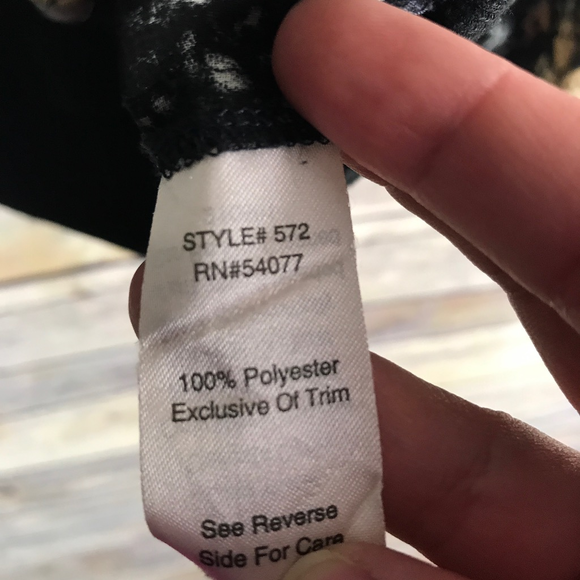 STYLE# 572
RN#54077
100% Polyester
Exclusive Of Trim
See Reverse
Side For Care